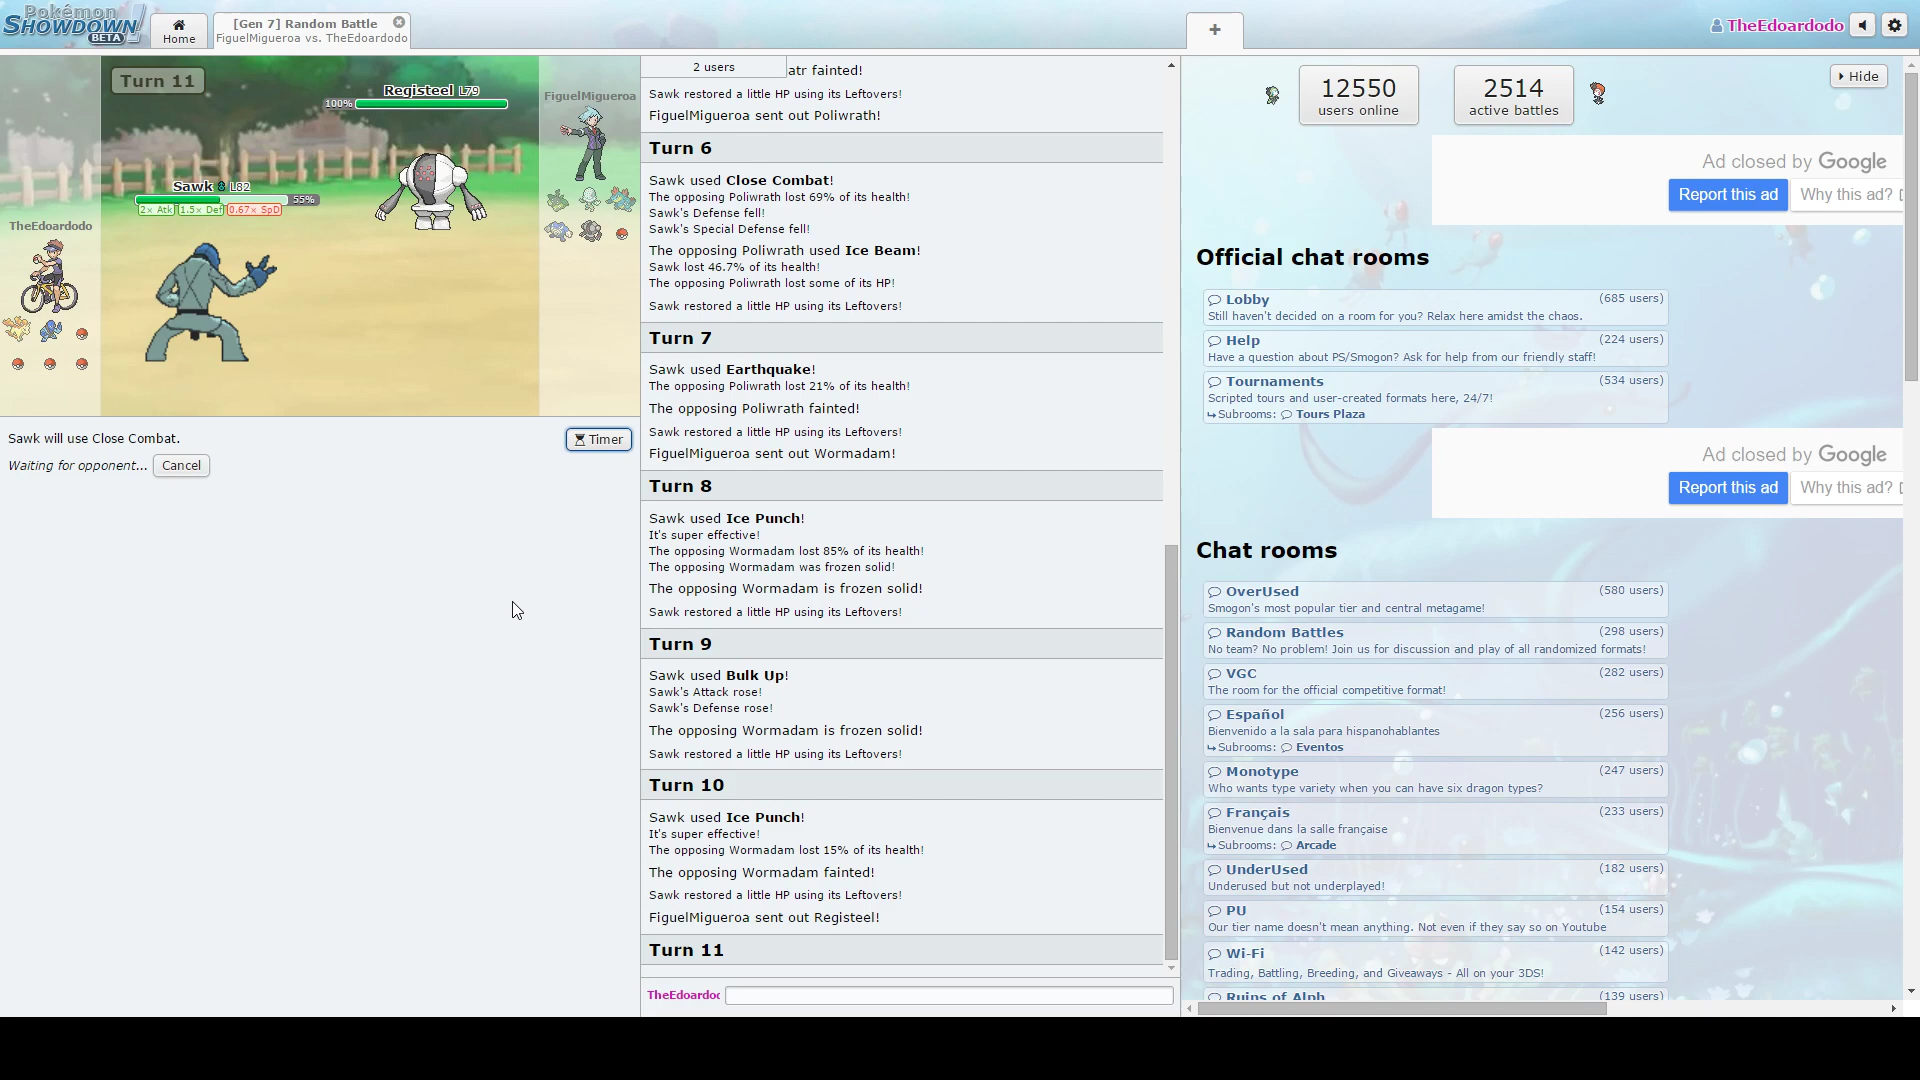 Pokémon
SHOWDOWN!
BETA
Home
[Gen 7] Random Battle
FiguelMigueroa vs. TheEdoardodo
+
TheEdoardodo
Turn 11
Registeel L79
100%
Sawk L82
55%
2× Atk 1.5× Def 0.67× SpD
TheEdoardodo
FiguelMigueroa
Sawk will use Close Combat.
Timer
Waiting for opponent... Cancel
2 users
atr fainted!
Sawk restored a little HP using its Leftovers!
FiguelMigueroa sent out Poliwrath!
Turn 6
Sawk used Close Combat!
The opposing Poliwrath lost 69% of its health!
Sawk's Defense fell!
Sawk's Special Defense fell!
The opposing Poliwrath used Ice Beam!
Sawk lost 46.7% of its health!
The opposing Poliwrath lost some of its HP!
Sawk restored a little HP using its Leftovers!
Turn 7
Sawk used Earthquake!
The opposing Poliwrath lost 21% of its health!
The opposing Poliwrath fainted!
Sawk restored a little HP using its Leftovers!
FiguelMigueroa sent out Wormadam!
Turn 8
Sawk used Ice Punch!
It's super effective!
The opposing Wormadam lost 85% of its health!
The opposing Wormadam was frozen solid!
The opposing Wormadam is frozen solid!
Sawk restored a little HP using its Leftovers!
Turn 9
Sawk used Bulk Up!
Sawk's Attack rose!
Sawk's Defense rose!
The opposing Wormadam is frozen solid!
Sawk restored a little HP using its Leftovers!
Turn 10
Sawk used Ice Punch!
It's super effective!
The opposing Wormadam lost 15% of its health!
The opposing Wormadam fainted!
Sawk restored a little HP using its Leftovers!
FiguelMigueroa sent out Registeel!
Turn 11
TheEdoardoc
Hide
12550
users online
2514
active battles
Ad closed by Google
Report this ad Why this ad?
Official chat rooms
Lobby (685 users)
Still haven't decided on a room for you? Relax here amidst the chaos.
Help (224 users)
Have a question about PS/Smogon? Ask for help from our friendly staff!
Tournaments (534 users)
Scripted tours and user-created formats here, 24/7!
Subrooms: Tours Plaza
Ad closed by Google
Report this ad Why this ad?
Chat rooms
OverUsed (580 users)
Smogon's most popular tier and central metagame!
Random Battles (298 users)
No team? No problem! Join us for discussion and play of all randomized formats!
VGC (282 users)
The room for the official competitive format!
Español (256 users)
Bienvenido a la sala para hispanohablantes
Subrooms: Eventos
Monotype (247 users)
Who wants type variety when you can have six dragon types?
Français (233 users)
Bienvenue dans la salle française
Subrooms: Arcade
UnderUsed (182 users)
Underused but not underplayed!
PU (154 users)
Our tier name doesn't mean anything. Not even if they say so on Youtube
Wi-Fi (142 users)
Trading, Battling, Breeding, and Giveaways - All on your 3DS!
Ruins of Alph (139 users)